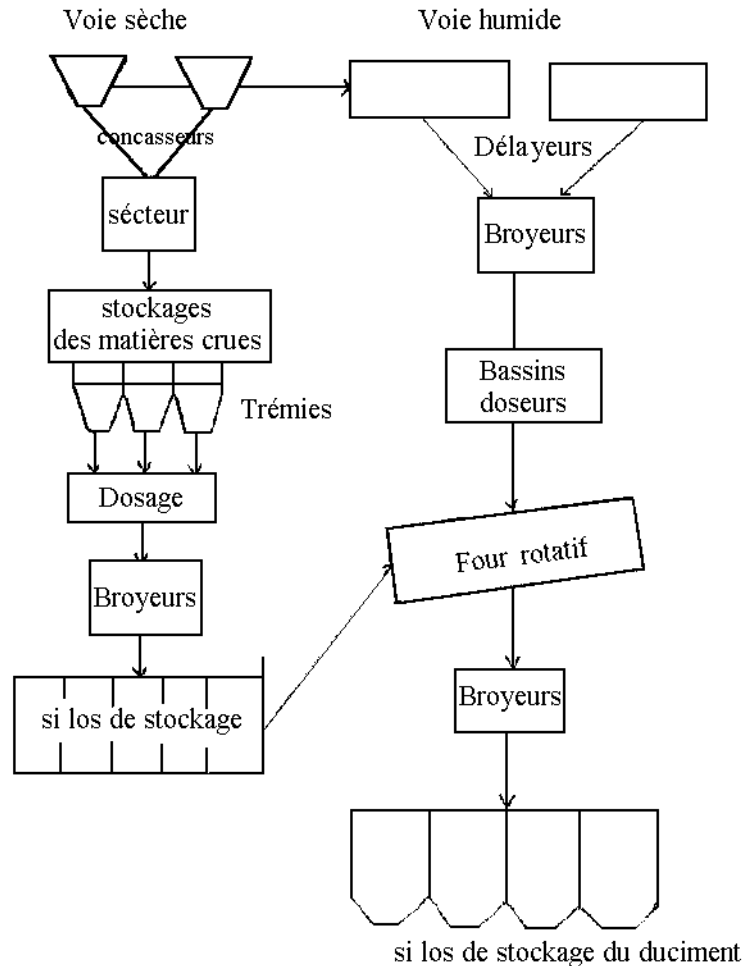 Voie sèche
Voie humide
concasseurs
Délayeurs
sécteur
Broyeurs
stockages
des matières crues
Bassins
doseurs
Trémies
Dosage
Four rotatif
Broyeurs
Broyeurs
si los de stockage
si los de stockage du duciment